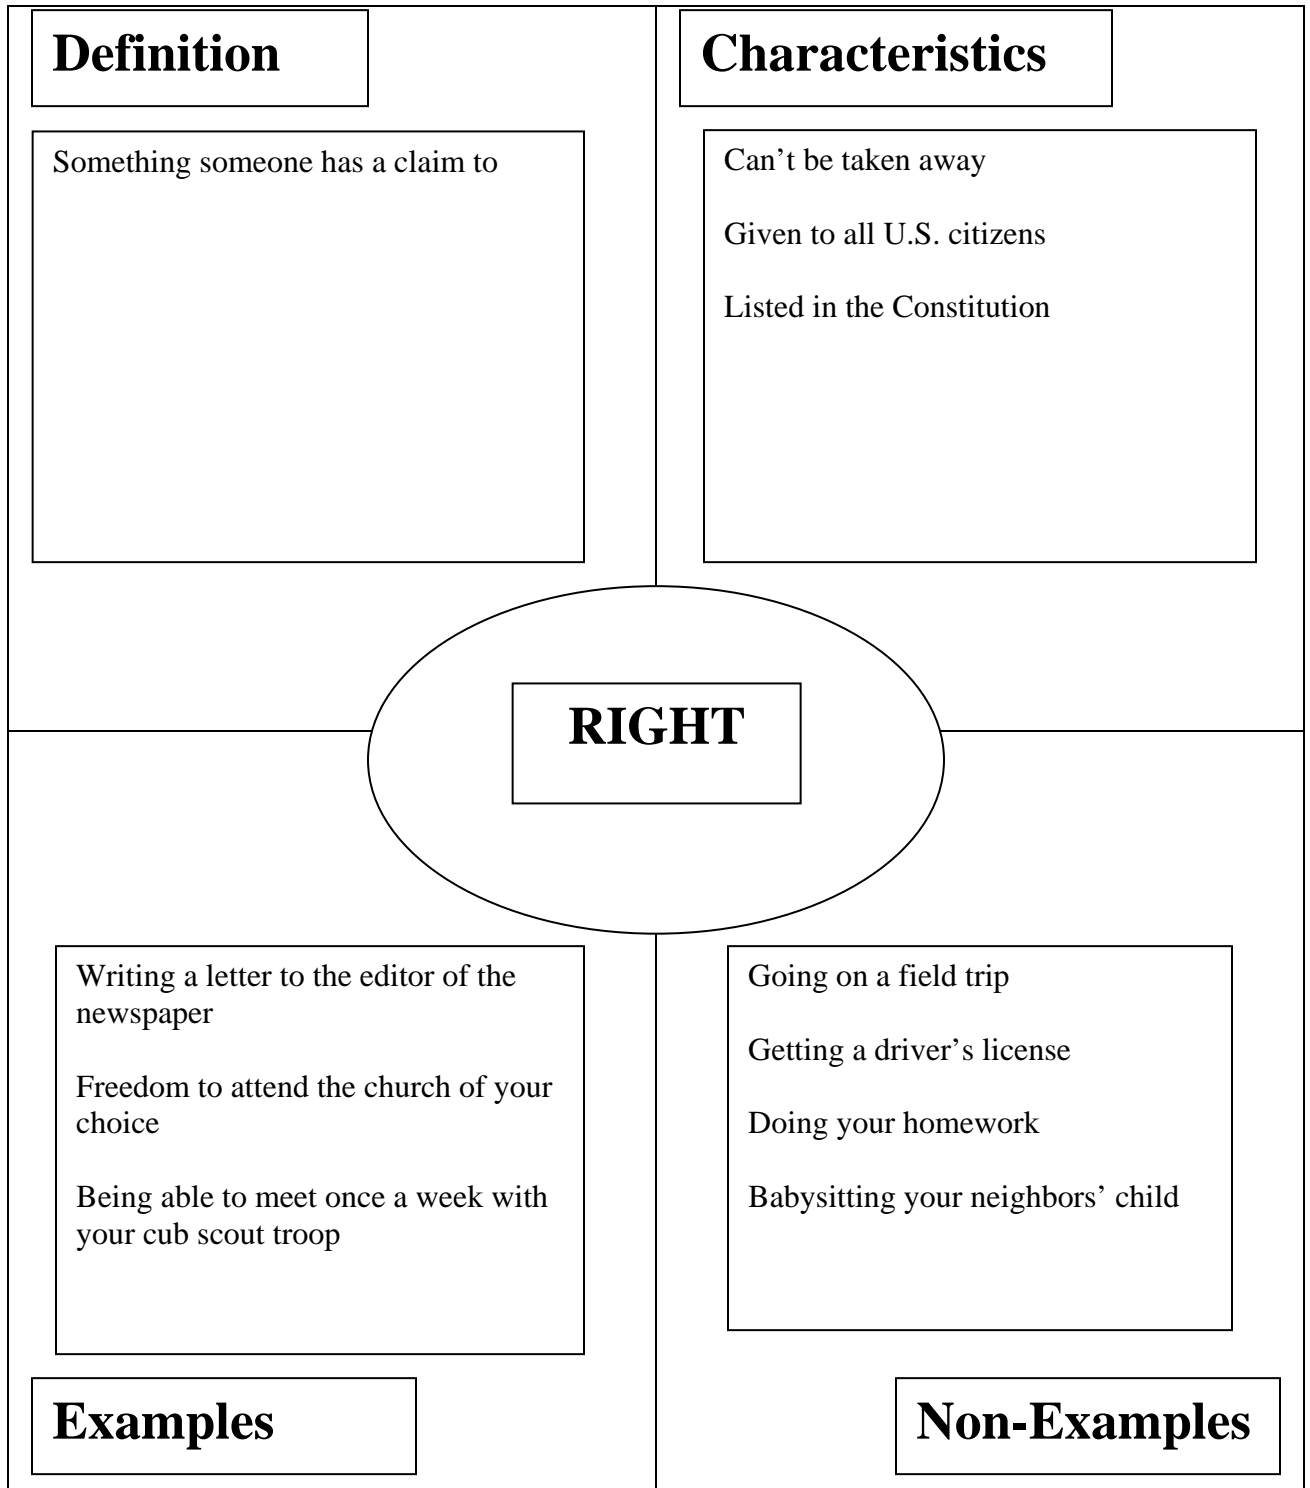 Definition
Something someone has a claim to
Characteristics
Can’t be taken away
Given to all U.S. citizens
Listed in the Constitution
RIGHT
Writing a letter to the editor of the
newspaper
Freedom to attend the church of your
choice
Being able to meet once a week with
your cub scout troop
Examples
Going on a field trip
Getting a driver’s license
Doing your homework
Babysitting your neighbors’ child
Non-Examples